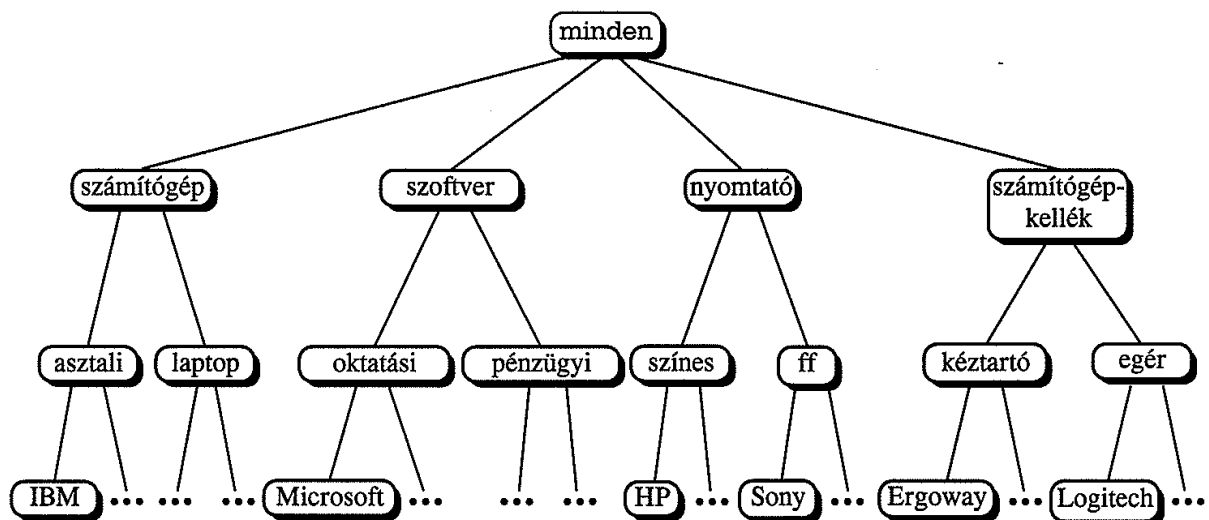 minden
számítógép szoftver nyomtató számítógép-
kellék
asztali laptop oktatási pénzügyi színes ff kéztartó egér
IBM ... ... ... Microsoft ... ... ... HP ... Sony ... Ergoway ... Logitech ...